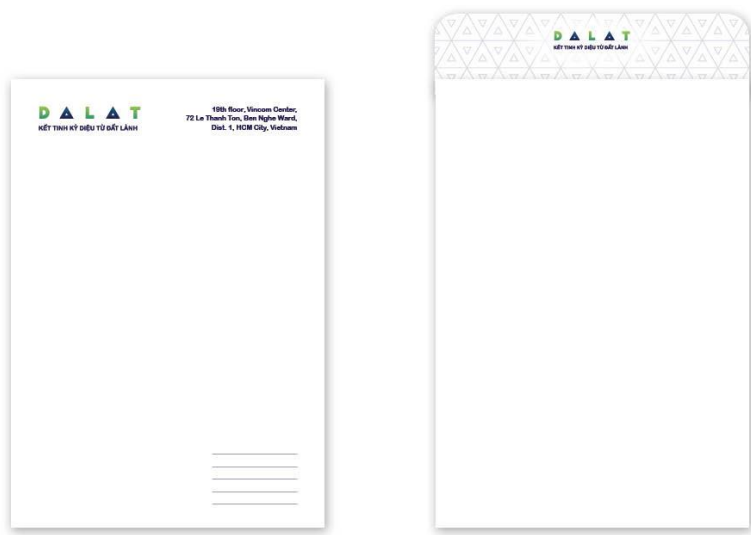 DALAT
KẾT TINH KỲ DIỆU TỪ ĐẤT LÀNH
19th floor, Vincom Center,
72 Le Thanh Ton, Ben Nghe Ward,
Dist. 1, HCM City, Vietnam
DALAT
KẾT TINH KỲ DIỆU TỪ ĐẤT LÀNH